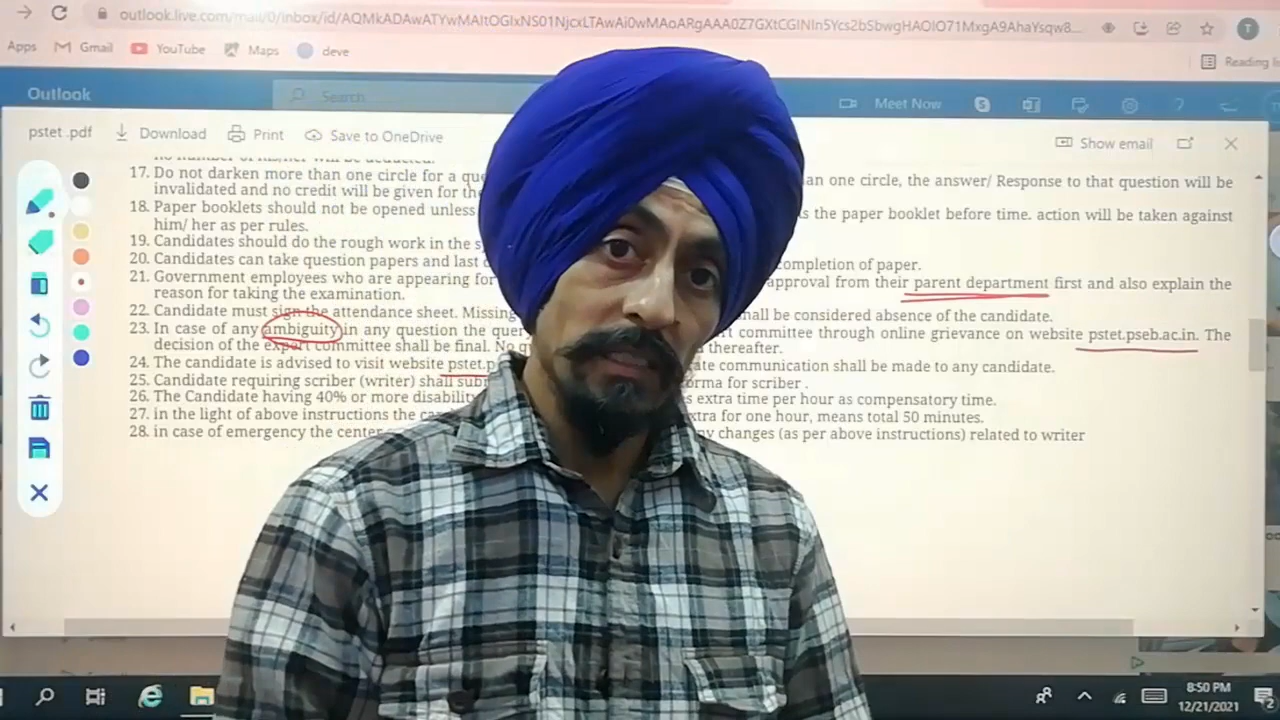 outlook.live.com/mail/0/inbox/id/
Apps Gmail YouTube Maps deve
Reading li
T
Outlook Search Meet Now
pstet .pdf Download Print Save to OneDrive Show email
17. Do not darken more than one circle for a que an one circle, the answer/ Response to that question will be
invalidated and no credit will be given for the
18. Paper booklets should not be opened unless s the paper booklet before time. action will be taken against
him/ her as per rules.
19. Candidates should do the rough work in the s
20. Candidates can take question papers and last c completion of paper.
21. Government employees who are appearing for approval from their parent department first and also explain the
reason for taking the examination.
22. Candidate must sign the attendance sheet. Missing hall be considered absence of the candidate.
23. In case of any ambiguity in any question the quer t committee through online grievance on website pstet.pseb.ac.in. The
decision of the expert committee shall be final. No q thereafter.
24. The candidate is advised to visit website pstet.p te communication shall be made to any candidate.
25. Candidate requiring scriber (writer) shall sub orma for scriber .
26. The Candidate having 40% or more disability s extra time per hour as compensatory time.
27. in the light of above instructions the can xtra for one hour, means total 50 minutes.
28. in case of emergency the center y changes (as per above instructions) related to writer
8:50 PM
12/21/2021
2